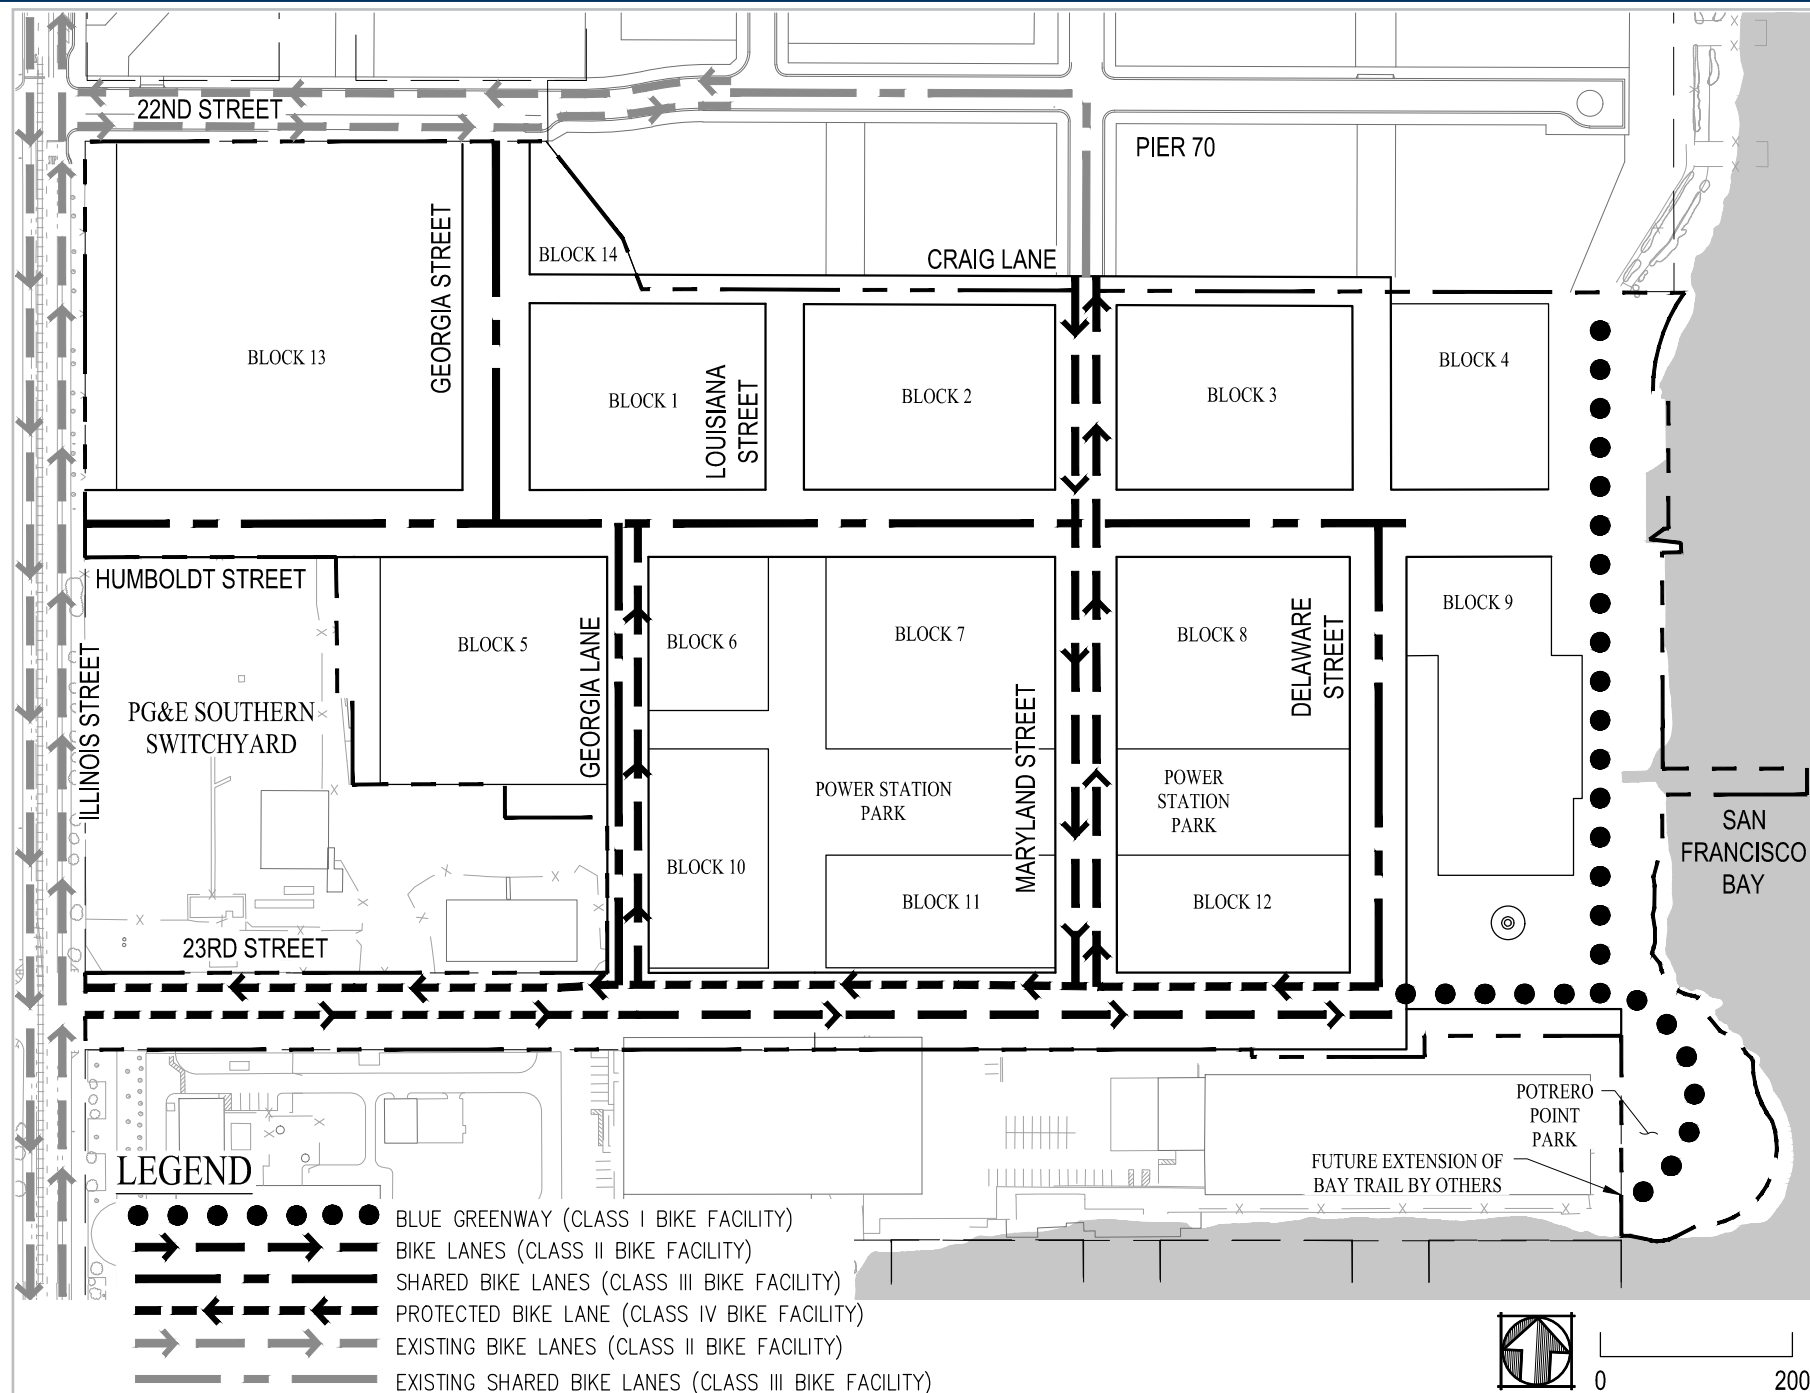 22ND STREET
PIER 70
GEORGIA STREET
BLOCK 14
CRAIG LANE
BLOCK 13
BLOCK 1
LOUISIANA
STREET
BLOCK 2
BLOCK 3
BLOCK 4
HUMBOLDT STREET
ILLINOIS STREET
PG&E SOUTHERN
SWITCHYARD
BLOCK 5
GEORGIA LANE
BLOCK 6
BLOCK 7
BLOCK 8
DELAWARE
STREET
BLOCK 9
MARYLAND STREET
POWER STATION
PARK
POWER
STATION
PARK
BLOCK 10
BLOCK 11
BLOCK 12
SAN
FRANCISCO
BAY
23RD STREET
POTRERO
POINT
PARK
FUTURE EXTENSION OF
BAY TRAIL BY OTHERS
LEGEND
BLUE GREENWAY (CLASS I BIKE FACILITY)
BIKE LANES (CLASS II BIKE FACILITY)
SHARED BIKE LANES (CLASS III BIKE FACILITY)
PROTECTED BIKE LANE (CLASS IV BIKE FACILITY)
EXISTING BIKE LANES (CLASS II BIKE FACILITY)
EXISTING SHARED BIKE LANES (CLASS III BIKE FACILITY)
0 200